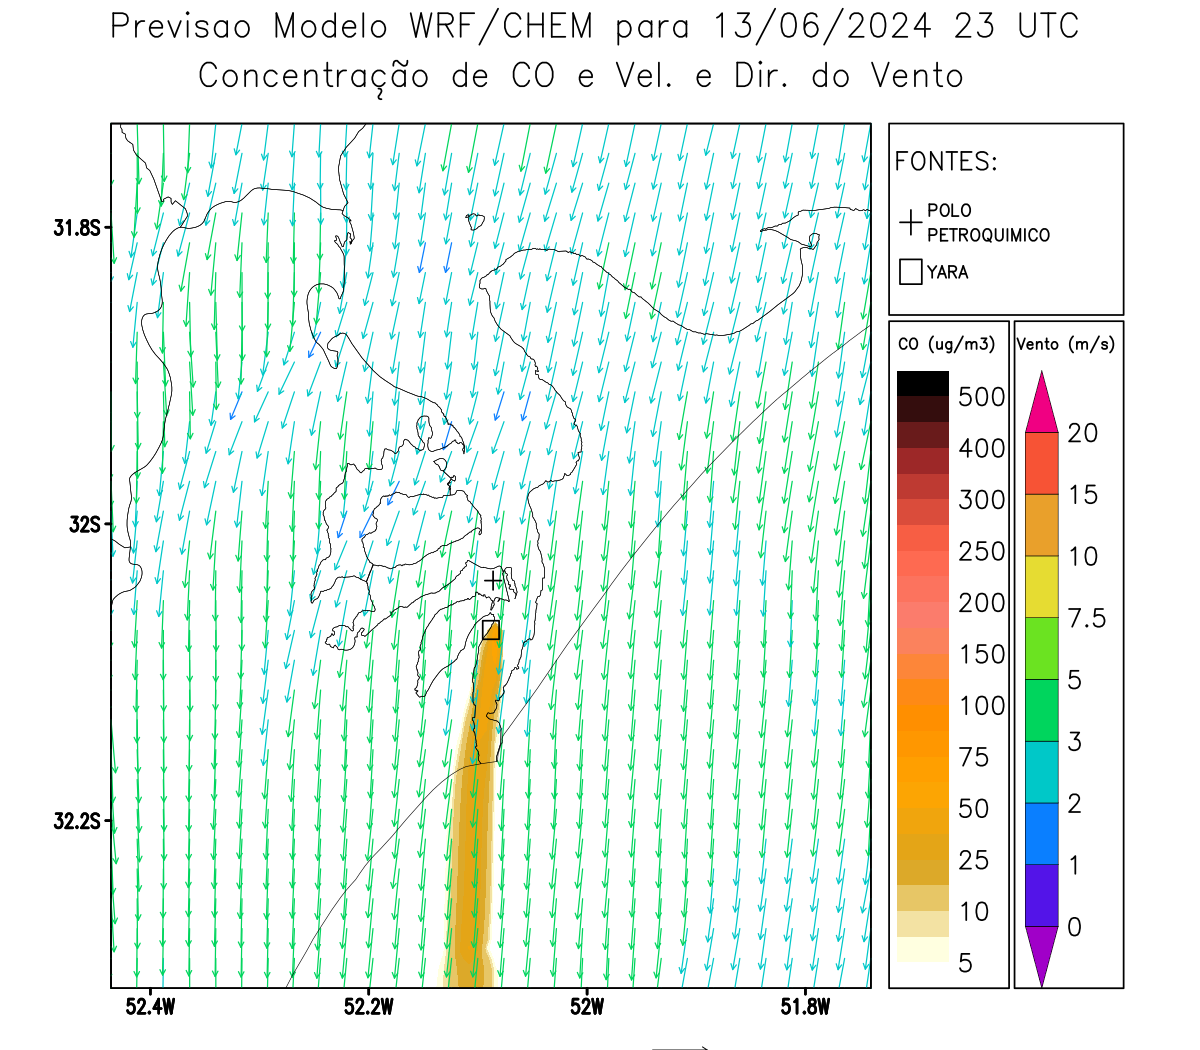 Previsao Modelo WRF/CHEM para 13/06/2024 23 UTC
Concentração de CO e Vel. e Dir. do Vento
FONTES:
POLO
PETROQUIMICO
YARA
CO (ug/m3)
500
400
300
250
200
150
100
75
50
25
10
5
Vento (m/s)
20
15
10
7.5
5
3
2
1
0
31.8S
32S
32.2S
52.4W
52.2W
52W
51.8W